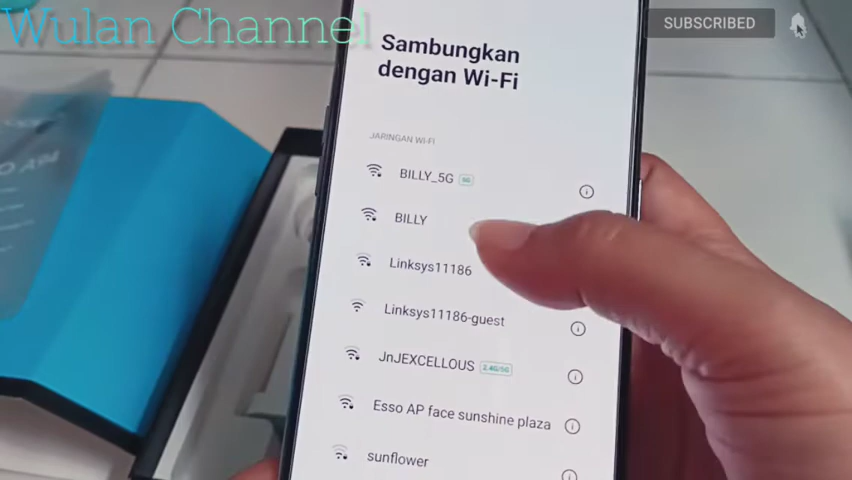 Wulan Channel
SUBSCRIBED
Sambungkan
dengan Wi-Fi
JARINGAN WI-FI
BILLY_5G 5G
BILLY
Linksys11186
Linksys11186-guest
JnJEXCELLOUS 2.4G/5G
Esso AP face sunshine plaza
sunflower